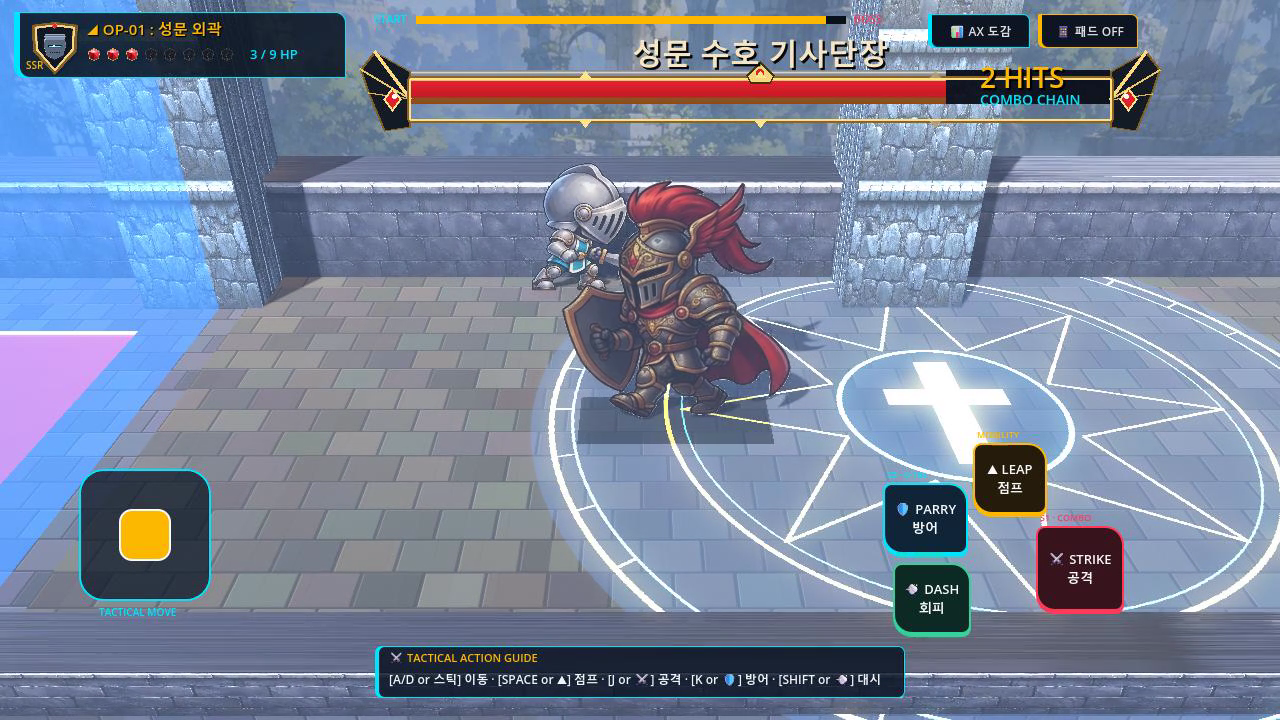 START
◢ OP-01 : 성문 외곽
SSR
3 / 9 HP
AX 도감
패드 OFF
성문 수호 기사단장
2 HITS
COMBO CHAIN
MOBILITY
▲ LEAP
점프
PARRY
방어
ST · COMBO
STRIKE
공격
DASH
회피
TACTICAL MOVE
TACTICAL ACTION GUIDE
[A/D or 스틱] 이동 · [SPACE or ▲] 점프 · [J or ⚔] 공격 · [K or 🛡] 방어 · [SHIFT or 💨] 대시